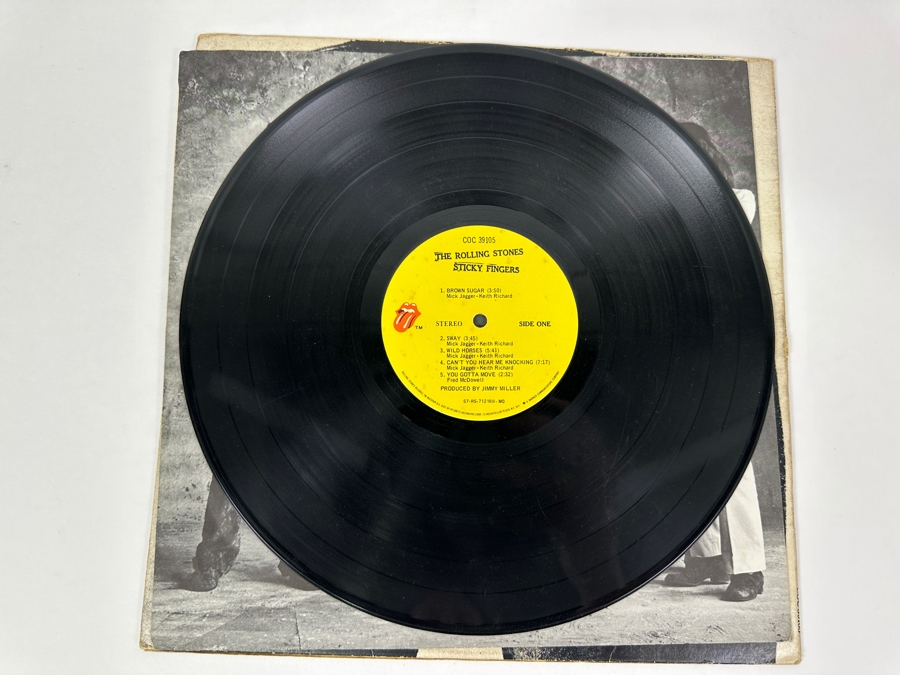 COC 39105
THE ROLLING STONES
STICKY FINGERS
1. BROWN SUGAR (3:50)
Mick Jagger - Keith Richard
TM
STEREO SIDE ONE
2. SWAY (3:45)
Mick Jagger - Keith Richard
3. WILD HORSES (5:41)
Mick Jagger - Keith Richard
4. CAN'T YOU HEAR ME KNOCKING (7:17)
Mick Jagger - Keith Richard
5. YOU GOTTA MOVE (2:32)
Fred McDowell
PRODUCED BY JIMMY MILLER